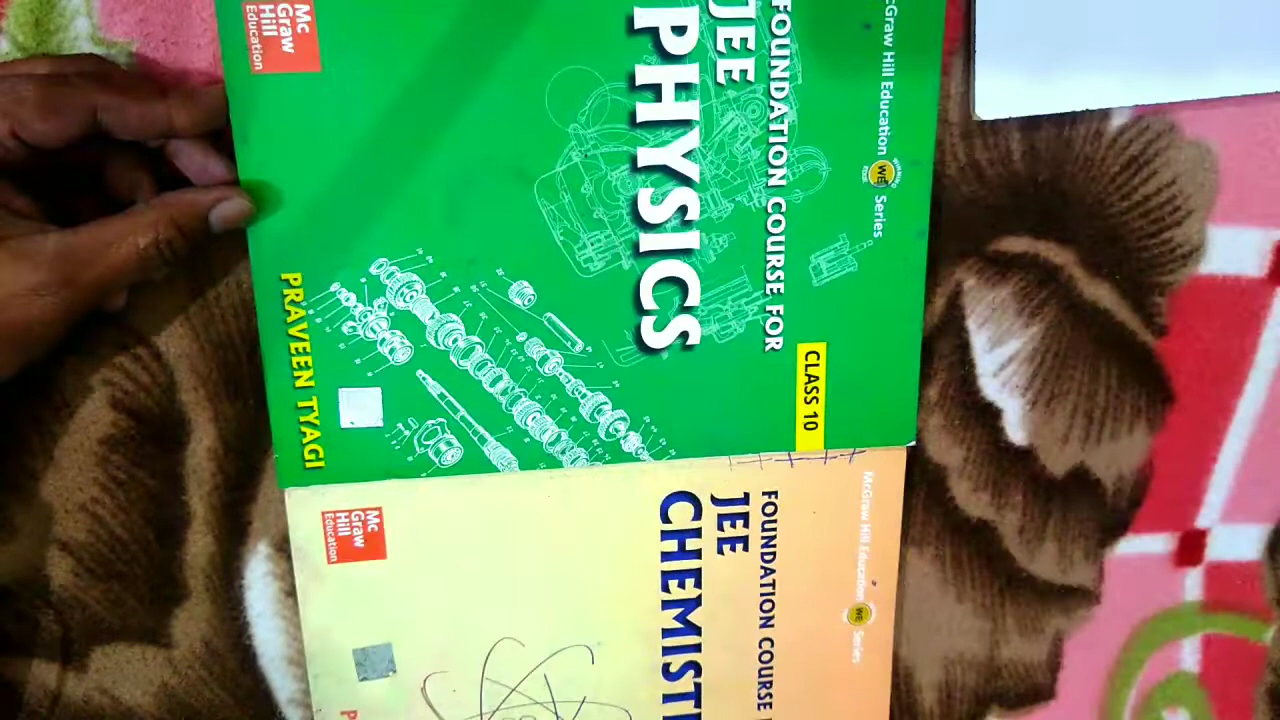 McGraw Hill Education WE Series
FOUNDATION COURSE FOR
JEE
PHYSICS
CLASS 10
PRAVEEN TYAGI
Mc
Graw
Hill
Education
McGraw Hill Education WE Series
FOUNDATION COURSE
JEE
CHEMIST
Mc
Graw
Hill
Education
P